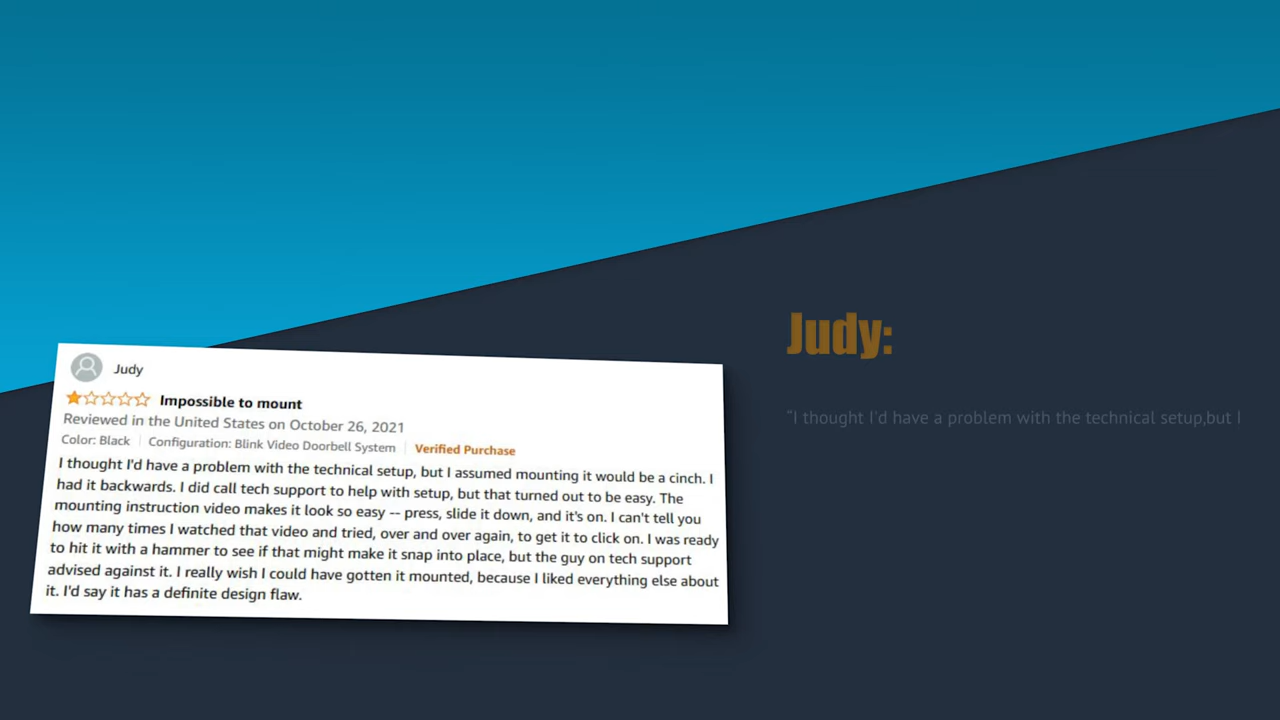 Judy
Impossible to mount
Reviewed in the United States on October 26, 2021
Color: Black Configuration: Blink Video Doorbell System Verified Purchase
I thought I'd have a problem with the technical setup, but I assumed mounting it would be a cinch. I
had it backwards. I did call tech support to help with setup, but that turned out to be easy. The
mounting instruction video makes it look so easy -- press, slide it down, and it's on. I can't tell you
how many times I watched that video and tried, over and over again, to get it to click on. I was ready
to hit it with a hammer to see if that might make it snap into place, but the guy on tech support
advised against it. I really wish I could have gotten it mounted, because I liked everything else about
it. I'd say it has a definite design flaw.
Judy:
“I thought I'd have a problem with the technical setup,but I